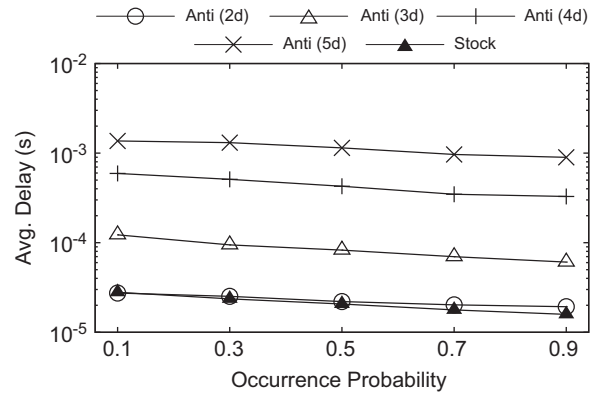 Anti (2d) Anti (3d) Anti (4d)
Anti (5d) Stock
10⁻²
10⁻³
10⁻⁴
10⁻⁵
Avg. Delay (s)
0.1 0.3 0.5 0.7 0.9
Occurrence Probability